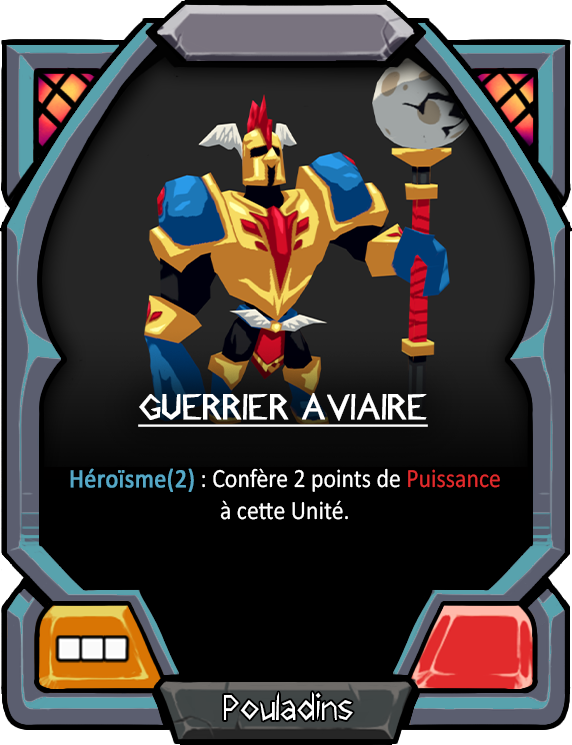 GUERRIER AVIAIRE
Héroïsme(2) : Confère 2 points de Puissance
à cette Unité.
Pouladins